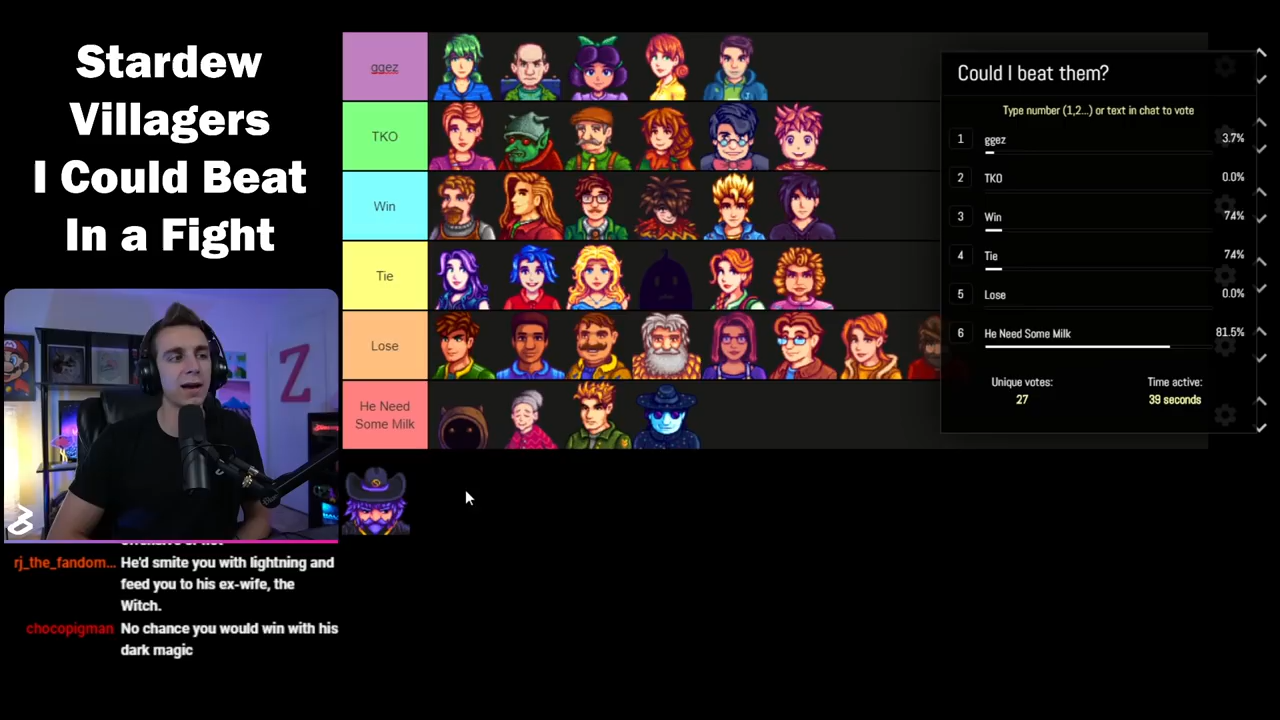 Stardew
Villagers
I Could Beat
In a Fight
ggez
TKO
Win
Tie
Lose
He Need
Some Milk
Could I beat them?
Type number (1,2...) or text in chat to vote
1 ggez 3.7%
2 TKO 0.0%
3 Win 7.4%
4 Tie 7.4%
5 Lose 0.0%
6 He Need Some Milk 81.5%
Unique votes: Time active:
27 39 seconds
Z
rj_the_fandom... He'd smite you with lightning and
feed you to his ex-wife, the
Witch.
chocopigman No chance you would win with his
dark magic